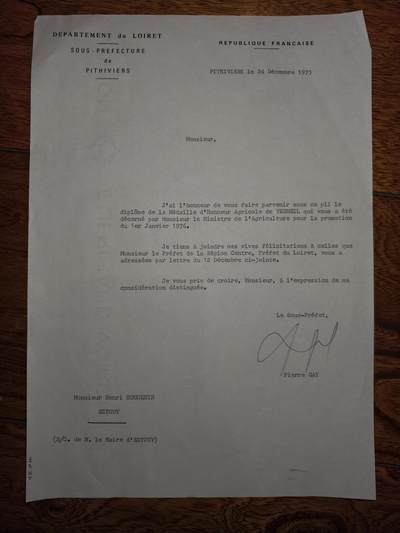 DEPARTEMENT du LOIRET
SOUS-PREFECTURE
de
PITHIVIERS
REPUBLIQUE FRANCAISE
PITHIVIERS le 24 Décembre 1975
Monsieur,
J'ai l'honneur de vous faire parvenir sous ce pli le
diplôme de la Médaille d'Honneur Agricole de VERMEIL qui vous a été
décerné par Monsieur le Ministre de l'Agriculture pour la promotion
du 1er Janvier 1976.
Je tiens à joindre mes vives félicitations à celles que
Monsieur le Préfet de la Région Centre, Préfet du Loiret, vous a
adressées par lettre du 18 Décembre ci-jointe.
Je vous prie de croire, Monsieur, à l'expression de ma
considération distinguée.
Le Sous-Préfet,
Pierre GAY
Monsieur Henri
ESTOUY
(S/C. de M. le Maire d'ESTOUY)